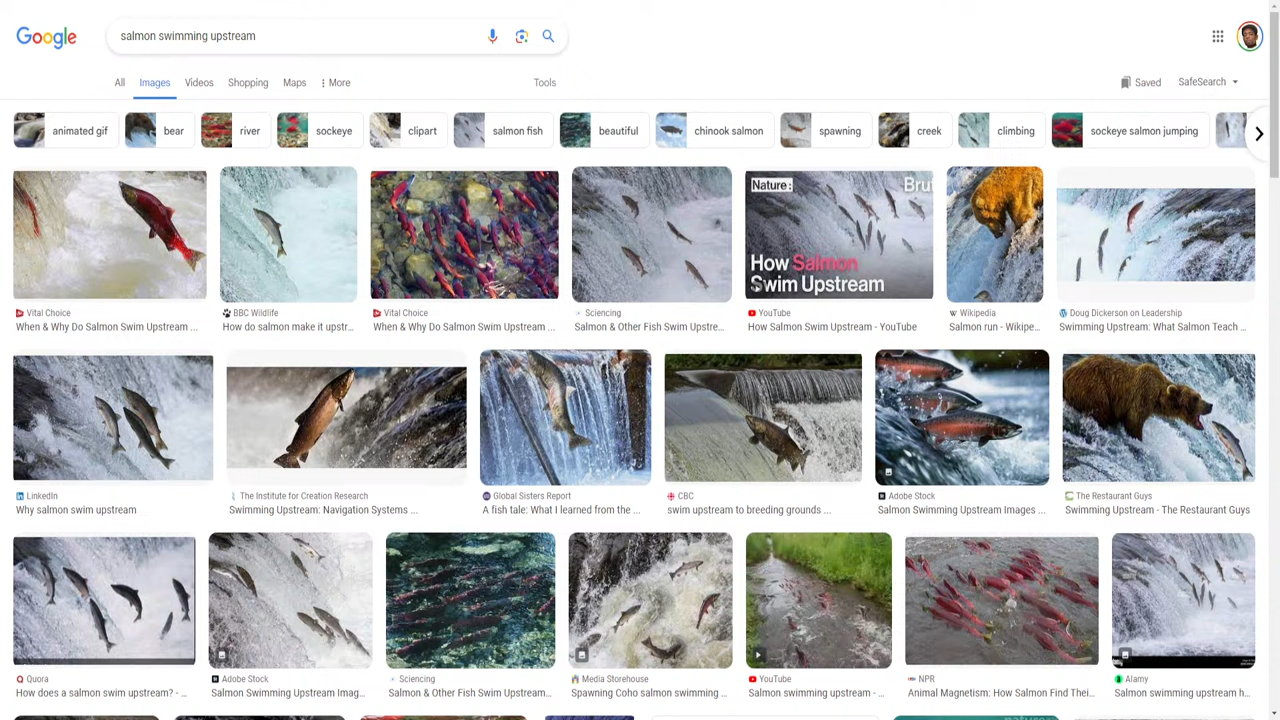 Google
salmon swimming upstream
All Images Videos Shopping Maps More Tools Saved SafeSearch
animated gif bear river sockeye clipart salmon fish beautiful chinook salmon spawning creek climbing sockeye salmon jumping
Nature: Brut
How Salmon
Swim Upstream
Vital Choice
When & Why Do Salmon Swim Upstream ...
BBC Wildlife
How do salmon make it upstr...
Vital Choice
When & Why Do Salmon Swim Upstream ...
Sciencing
Salmon & Other Fish Swim Upstre...
YouTube
How Salmon Swim Upstream - YouTube
Wikipedia
Salmon run - Wikipe...
Doug Dickerson on Leadership
Swimming Upstream: What Salmon Teach ...
LinkedIn
Why salmon swim upstream
The Institute for Creation Research
Swimming Upstream: Navigation Systems ...
Global Sisters Report
A fish tale: What I learned from the ...
CBC
swim upstream to breeding grounds ...
Adobe Stock
Salmon Swimming Upstream Images ...
The Restaurant Guys
Swimming Upstream - The Restaurant Guys
Quora
How does a salmon swim upstream? - ...
Adobe Stock
Salmon Swimming Upstream Imag...
Sciencing
Salmon & Other Fish Swim Upstream...
Media Storehouse
Spawning Coho salmon swimming ...
YouTube
Salmon swimming upstream - ...
NPR
Animal Magnetism: How Salmon Find Thei...
Alamy
Salmon swimming upstream h...